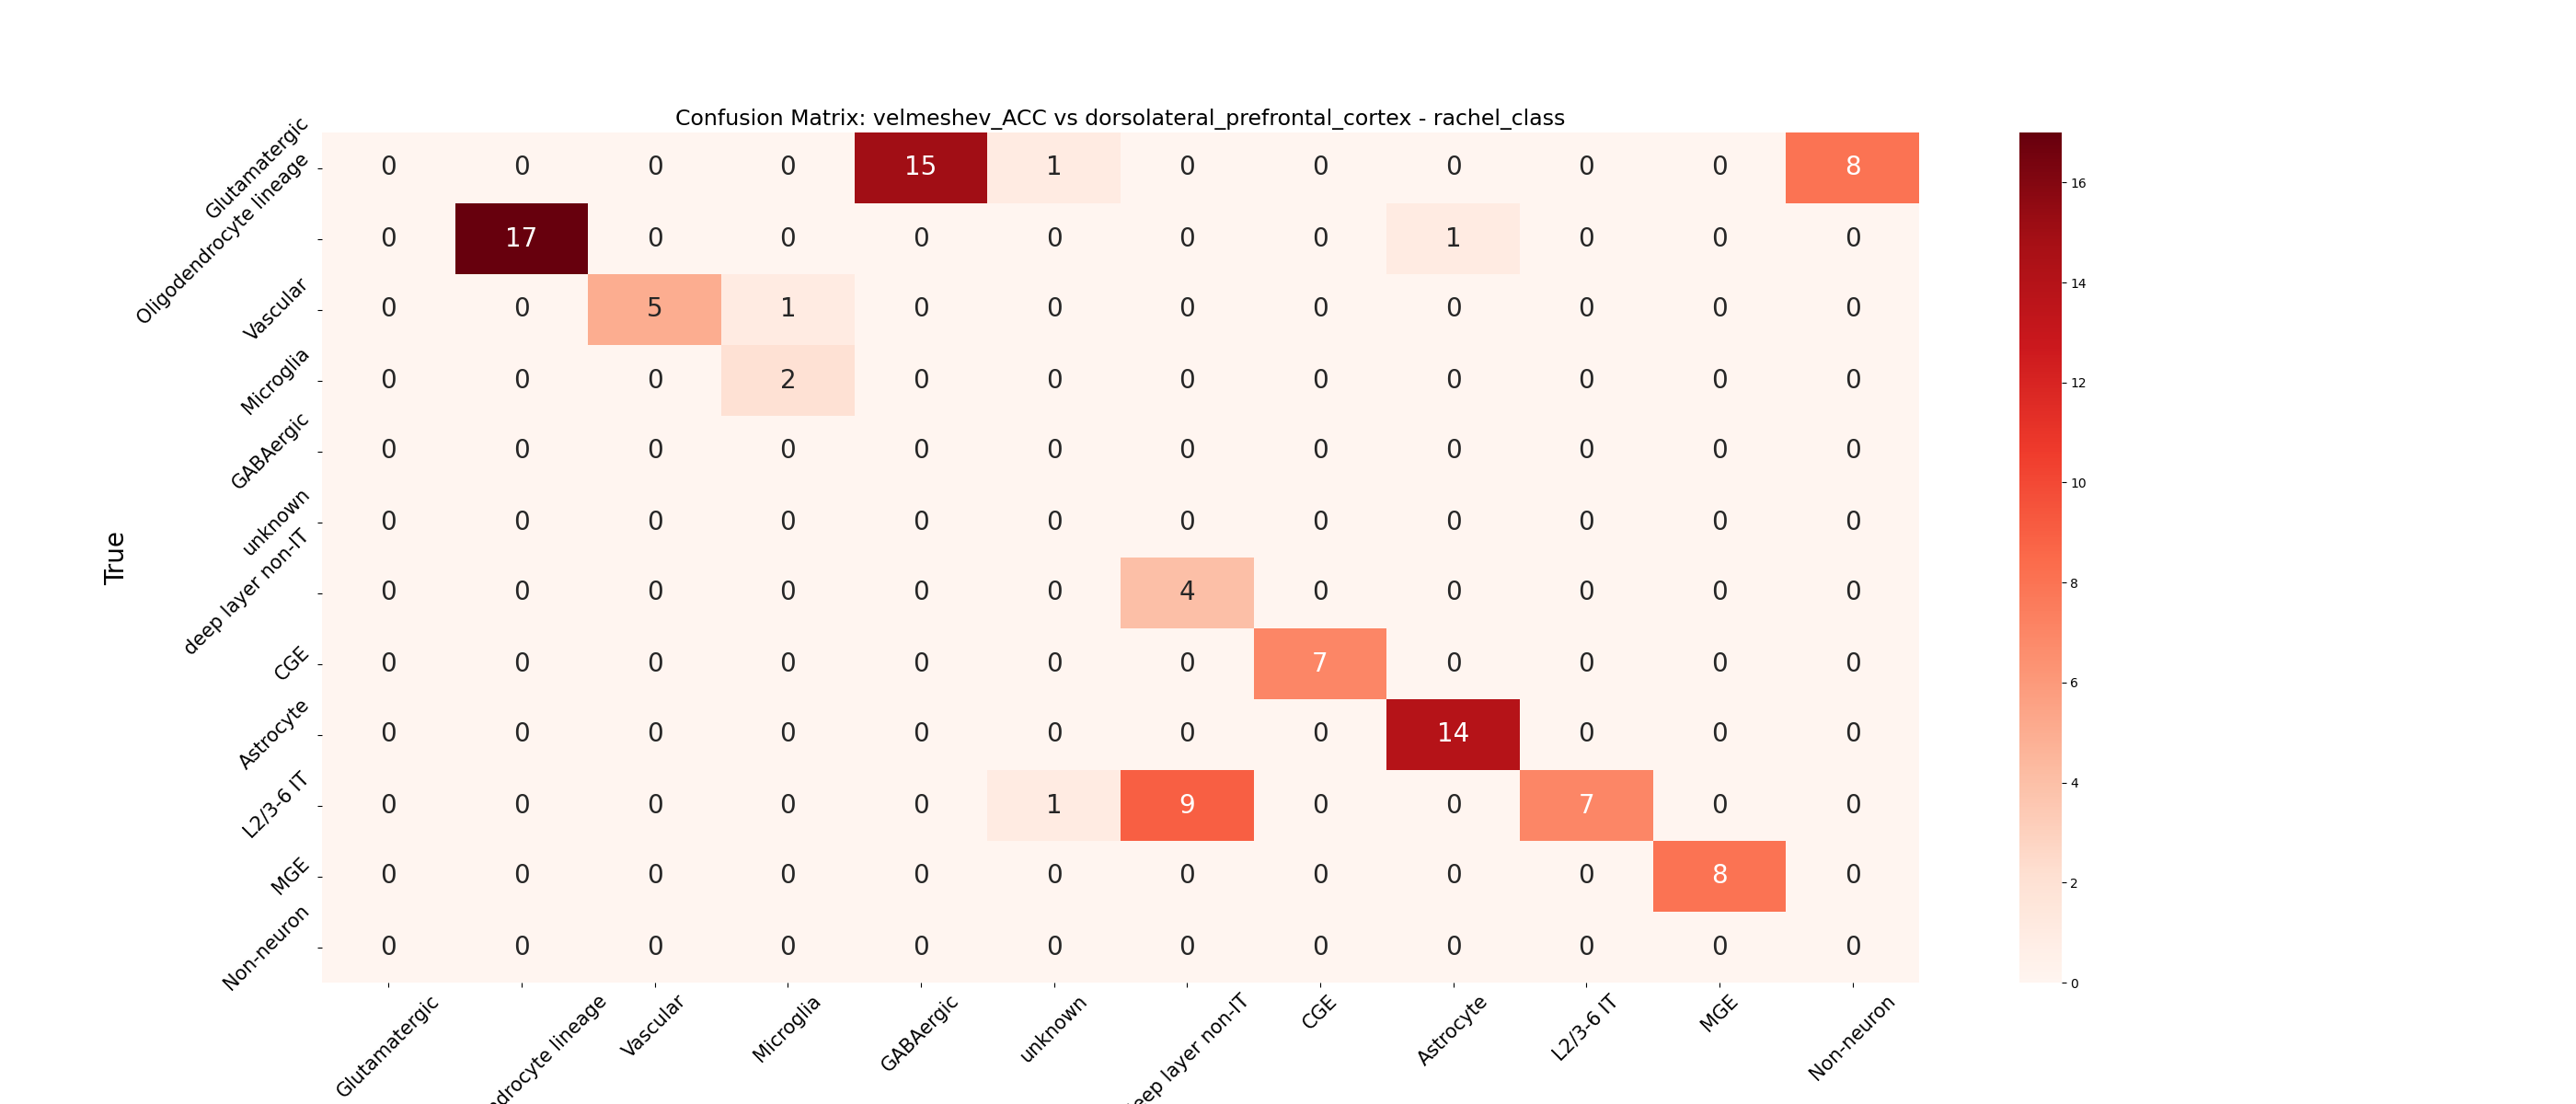 Confusion Matrix: velmeshev_ACC vs dorsolateral_prefrontal_cortex - rachel_class
Glutamatergic 0 0 0 0 15 1 0 0 0 0 0 8
Oligodendrocyte lineage 0 17 0 0 0 0 0 0 1 0 0 0
Vascular 0 0 5 1 0 0 0 0 0 0 0 0
Microglia 0 0 0 2 0 0 0 0 0 0 0 0
GABAergic 0 0 0 0 0 0 0 0 0 0 0 0
unknown 0 0 0 0 0 0 0 0 0 0 0 0
deep layer non-IT 0 0 0 0 0 0 4 0 0 0 0 0
CGE 0 0 0 0 0 0 0 7 0 0 0 0
Astrocyte 0 0 0 0 0 0 0 0 14 0 0 0
L2/3-6 IT 0 0 0 0 0 1 9 0 0 7 0 0
MGE 0 0 0 0 0 0 0 0 0 0 8 0
Non-neuron 0 0 0 0 0 0 0 0 0 0 0 0
True
Glutamatergic
lineage
Vascular
Microglia
GABAergic
unknown
layer non-IT
CGE
Astrocyte
L2/3-6 IT
MGE
Non-neuron
16
14
12
10
8
6
4
2
0